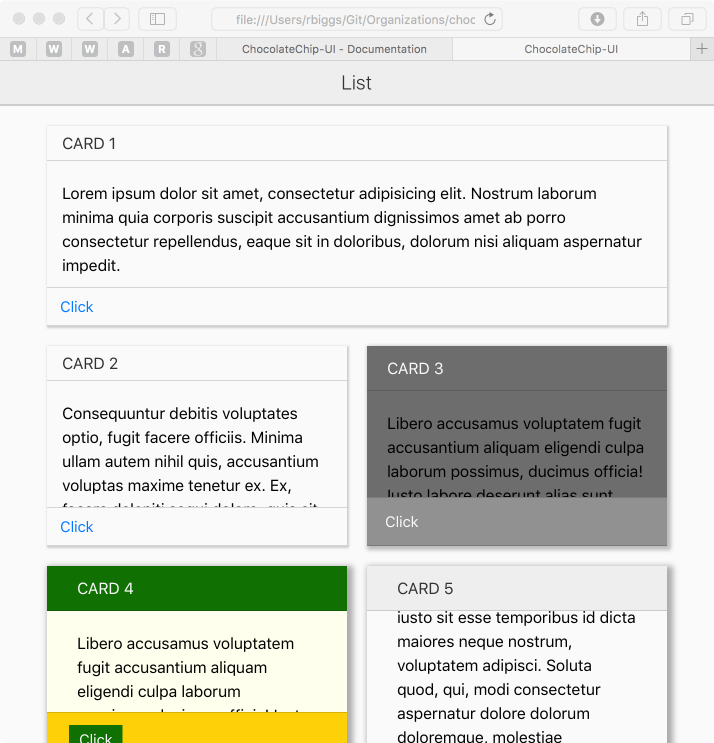 file:///Users/rbiggs/Git/Organizations/choc
M W W A R g ChocolateChip-UI - Documentation ChocolateChip-UI +
List
CARD 1
Lorem ipsum dolor sit amet, consectetur adipisicing elit. Nostrum laborum
minima quia corporis suscipit accusantium dignissimos amet ab porro
consectetur repellendus, eaque sit in doloribus, dolorum nisi aliquam aspernatur
impedit.
Click
CARD 2
Consequuntur debitis voluptates
optio, fugit facere officiis. Minima
ullam autem nihil quis, accusantium
voluptas maxime tenetur ex. Ex,
facere deleniti sequi dolem, quis sit
Click
CARD 3
Libero accusamus voluptatem fugit
accusantium aliquam eligendi culpa
laborum possimus, ducimus officia!
Iusto labore deserunt alias sunt
Click
CARD 4
Libero accusamus voluptatem
fugit accusantium aliquam
eligendi culpa laborum
Click
CARD 5
iusto sit esse temporibus id dicta
maiores neque nostrum,
voluptatem adipisci. Soluta
quod, qui, modi consectetur
aspernatur dolore dolorum
doloremque, molestiae